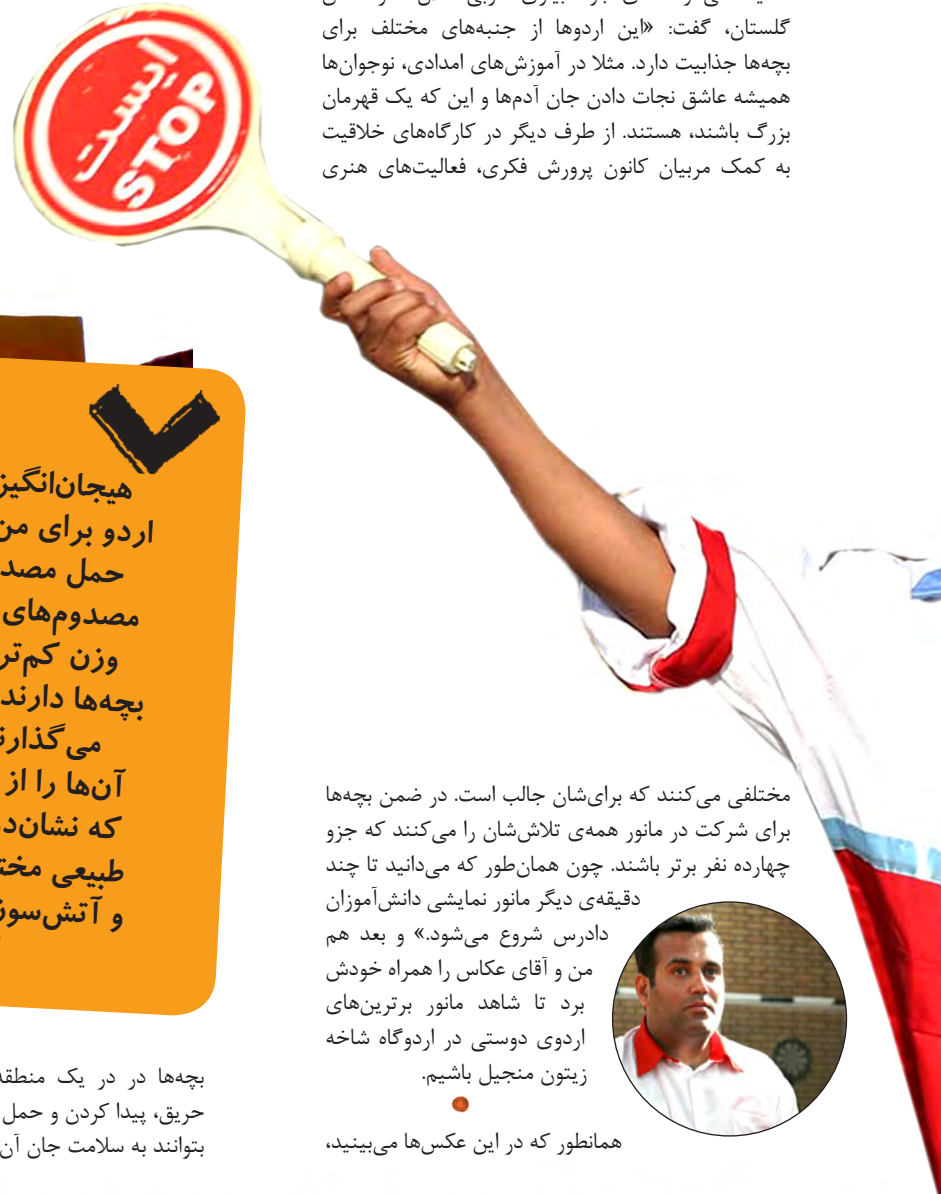 گلستان، گفت: «این اردوها از جنبه‌های مختلف برای
بچه‌ها جذابیت دارد. مثلا در آموزش‌های امدادی، نوجوان‌ها
همیشه عاشق نجات دادن جان آدم‌ها و این که یک قهرمان
بزرگ باشند، هستند. از طرف دیگر در کارگاه‌های خلاقیت
به کمک مربیان کانون پرورش فکری، فعالیت‌های هنری
ایست
STOP
مختلفی می‌کنند که برای‌شان جالب است. در ضمن بچه‌ها
برای شرکت در مانور همه‌ی تلاش‌شان را می‌کنند که جزو
چهارده نفر برتر باشند. چون همان‌طور که می‌دانید تا چند
دقیقه‌ی دیگر مانور نمایشی دانش‌آموزان
دادرس شروع می‌شود.» و بعد هم
من و آقای عکاس را همراه خودش
برد تا شاهد مانور برترین‌های
اردوی دوستی در اردوگاه شاخه
زیتون منجیل باشیم.
همانطور که در این عکس‌ها می‌بینید،
هیجان‌انگیز
اردو برای من
حمل مصد
مصدوم‌های
وزن کم‌تر
بچه‌ها دارند
می‌گذارند
آن‌ها را از
که نشان‌د
طبیعی مخت
و آتش‌سوز
بچه‌ها در در یک منطقه
حریق، پیدا کردن و حمل
بتوانند به سلامت جان آن